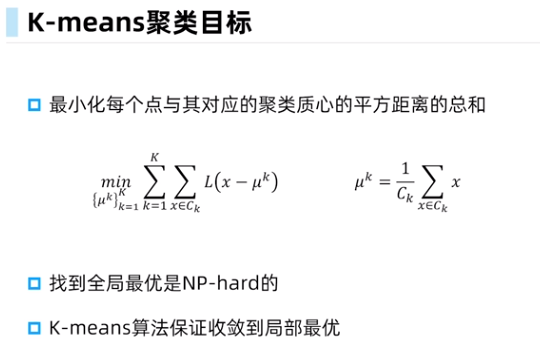 K-means聚类目标
最小化每个点与其对应的聚类质心的平方距离的总和
$\min_{\{\mu^k\}_{k=1}^{K}} \sum_{k=1}^{K} \sum_{x \in C_k} L(x - \mu^k)$ $\mu^k = \frac{1}{C_k} \sum_{x \in C_k} x$
找到全局最优是NP-hard的
K-means算法保证收敛到局部最优